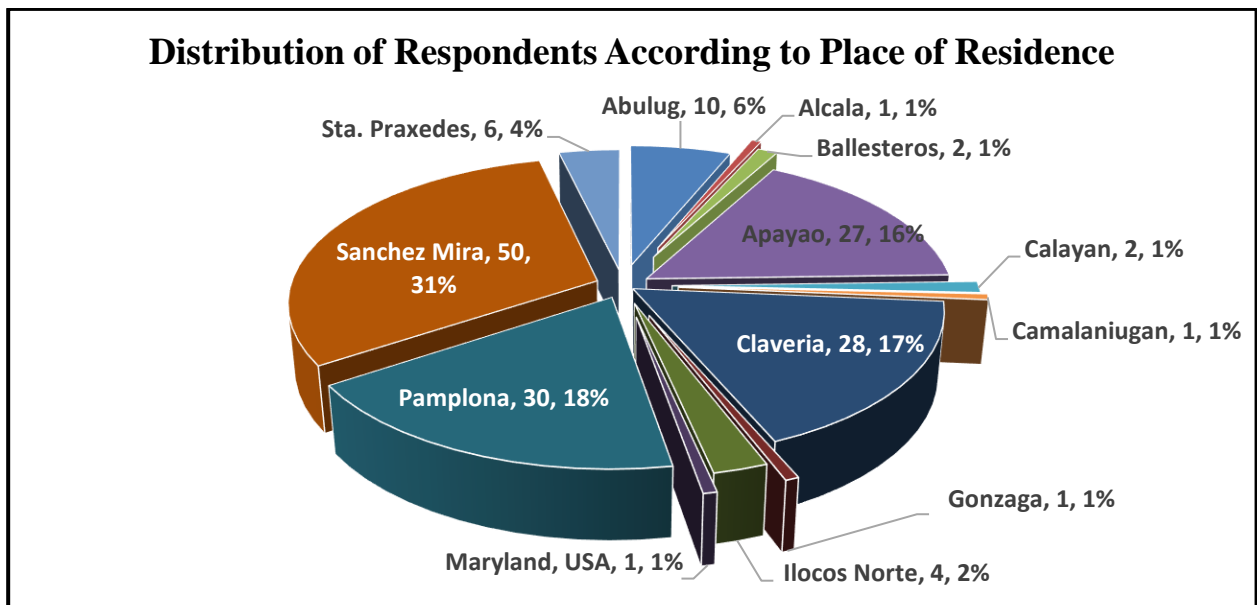 Distribution of Respondents According to Place of Residence
Abulug, 10, 6%
Alcala, 1, 1%
Ballesteros, 2, 1%
Apayao, 27, 16%
Calayan, 2, 1%
Camalaniugan, 1, 1%
Claveria, 28, 17%
Gonzaga, 1, 1%
Ilocos Norte, 4, 2%
Maryland, USA, 1, 1%
Pamplona, 30, 18%
Sanchez Mira, 50,
31%
Sta. Praxedes, 6, 4%